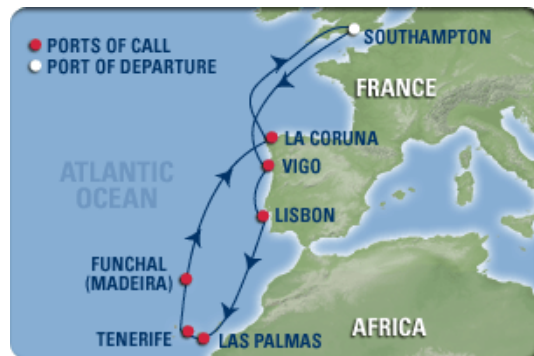 PORTS OF CALL
PORT OF DEPARTURE
SOUTHAMPTON
FRANCE
LA CORUNA
VIGO
ATLANTIC
OCEAN
LISBON
FUNCHAL
(MADEIRA)
TENERIFE
LAS PALMAS
AFRICA